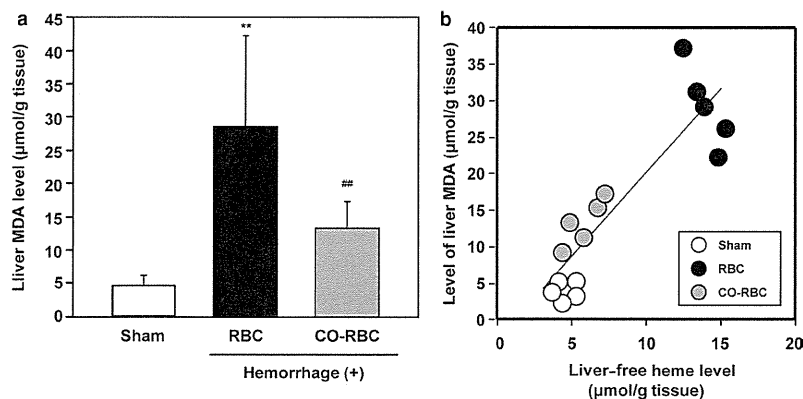 a
Lliver MDA level (μmol/g tissue)
45
40
35
30
25
20
15
10
5
0
**
##
Sham
RBC
CO-RBC
Hemorrhage (+)
b
Level of liver MDA (μmol/g tissue)
40
35
30
25
20
15
10
5
0
Sham
RBC
CO-RBC
0 5 10 15 20
Liver-free heme level
(μmol/g tissue)